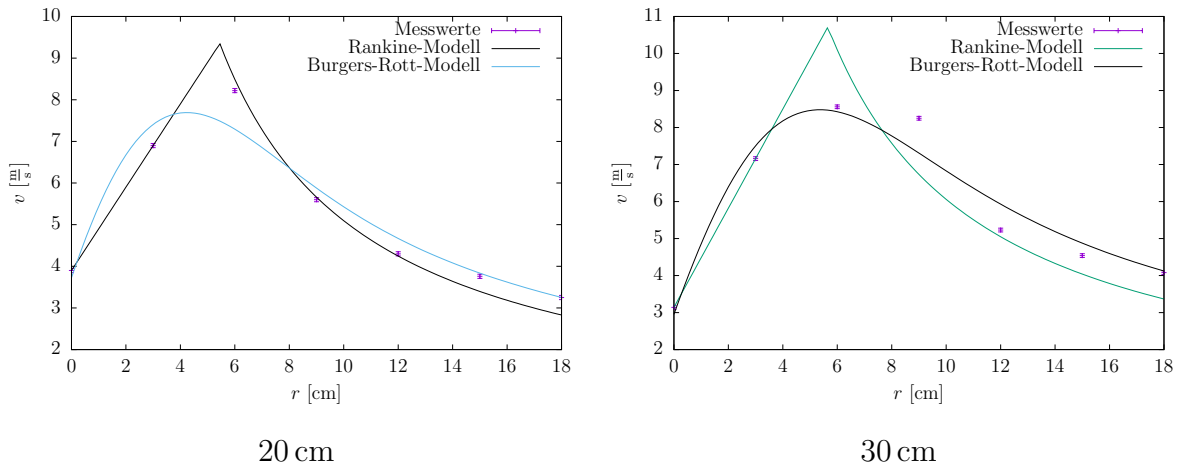 10
9
8
7
6
5
4
3
2
v [m/s]
Messwerte
Rankine-Modell
Burgers-Rott-Modell
0 2 4 6 8 10 12 14 16 18
r [cm]
20 cm
11
10
9
8
7
6
5
4
3
2
v [m/s]
Messwerte
Rankine-Modell
Burgers-Rott-Modell
0 2 4 6 8 10 12 14 16 18
r [cm]
30 cm